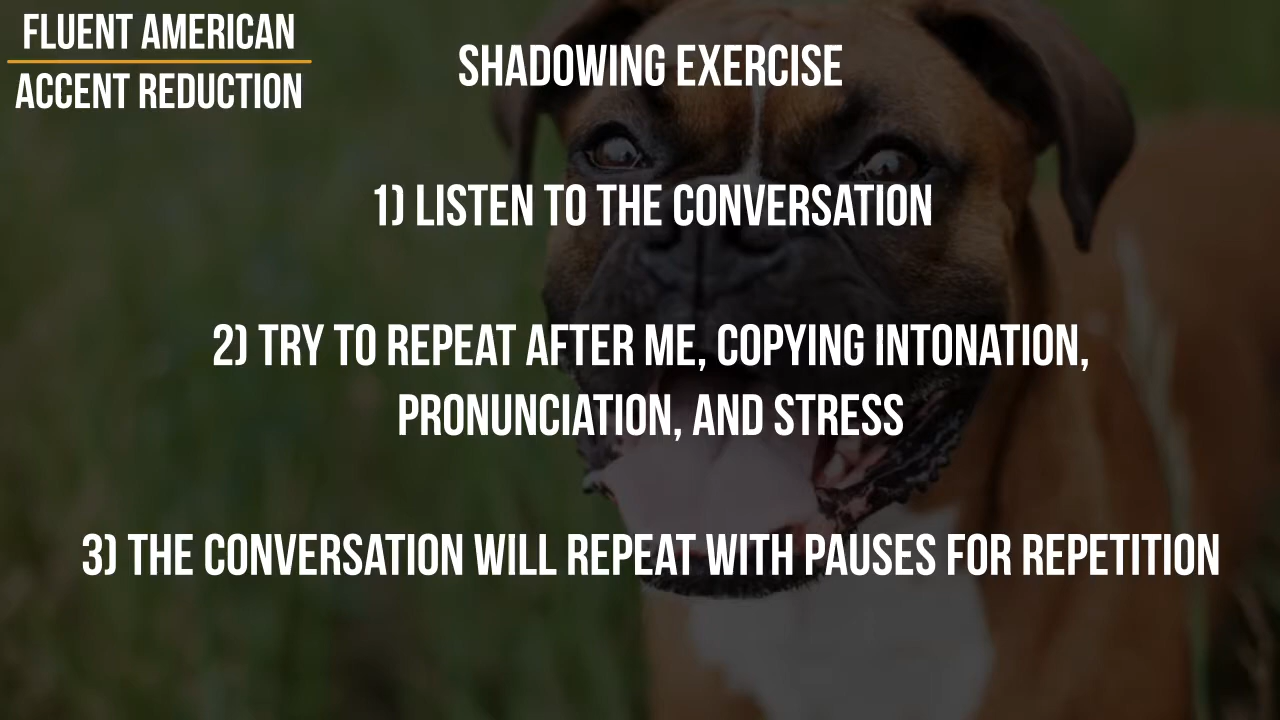 FLUENT AMERICAN
ACCENT REDUCTION
SHADOWING EXERCISE
1) LISTEN TO THE CONVERSATION
2) TRY TO REPEAT AFTER ME, COPYING INTONATION,
PRONUNCIATION, AND STRESS
3) THE CONVERSATION WILL REPEAT WITH PAUSES FOR REPETITION